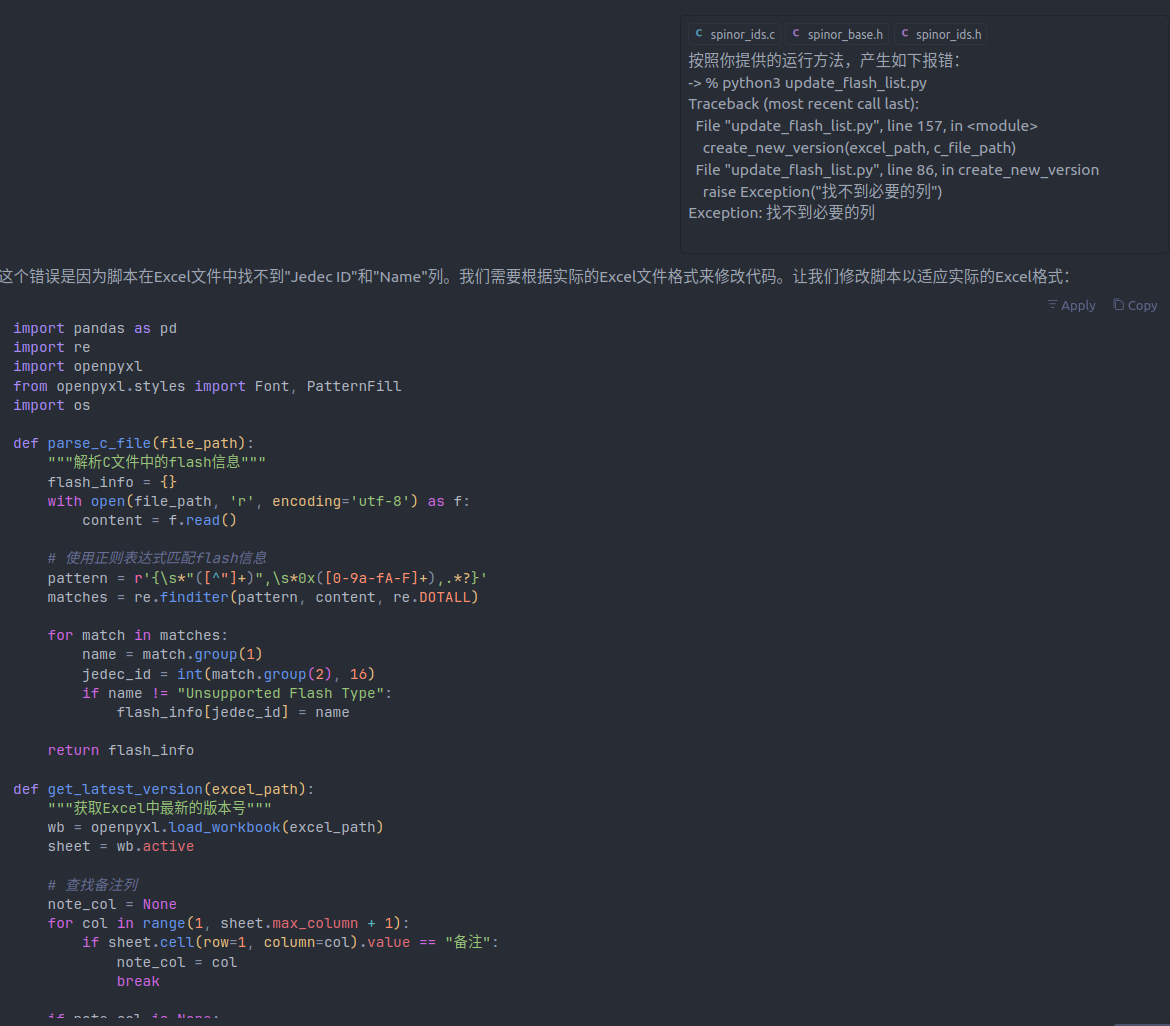 spinor_ids.c spinor_base.h spinor_ids.h
按照你提供的运行方法，产生如下报错：
-> % python3 update_flash_list.py
Traceback (most recent call last):
  File "update_flash_list.py", line 157, in <module>
    create_new_version(excel_path, c_file_path)
  File "update_flash_list.py", line 86, in create_new_version
    raise Exception("找不到必要的列")
Exception: 找不到必要的列
这个错误是因为脚本在Excel文件中找不到"Jedec ID"和"Name"列。我们需要根据实际的Excel文件格式来修改代码。让我们修改脚本以适应实际的Excel格式：
Apply Copy
import pandas as pd
import re
import openpyxl
from openpyxl.styles import Font, PatternFill
import os
def parse_c_file(file_path):
    """解析C文件中的flash信息"""
    flash_info = {}
    with open(file_path, 'r', encoding='utf-8') as f:
        content = f.read()
    # 使用正则表达式匹配flash信息
    pattern = r'{\s*"([^"]+)",\s*0x([0-9a-fA-F]+),.*?}'
    matches = re.finditer(pattern, content, re.DOTALL)
    for match in matches:
        name = match.group(1)
        jedec_id = int(match.group(2), 16)
        if name != "Unsupported Flash Type":
            flash_info[jedec_id] = name
    return flash_info
def get_latest_version(excel_path):
    """获取Excel中最新的版本号"""
    wb = openpyxl.load_workbook(excel_path)
    sheet = wb.active
    # 查找备注列
    note_col = None
    for col in range(1, sheet.max_column + 1):
        if sheet.cell(row=1, column=col).value == "备注":
            note_col = col
            break
    if note_col is None: